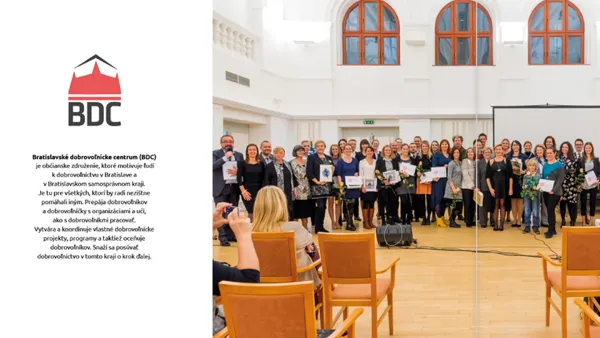 BDC
Bratislavské dobrovoľnícke centrum (BDC)
je občianske združenie, ktoré motivuje ľudí
k dobrovoľníctvu v Bratislave a
v Bratislavskom samosprávnom kraji.
Je tu pre všetkých, ktorí by radi nezištne
pomáhali iným. Prepája dobrovoľníkov
a dobrovoľníčky s organizáciami a učí,
ako s dobrovoľníkmi pracovať.
Vytvára a koordinuje vlastné dobrovoľnícke
projekty, programy a taktiež oceňuje
dobrovoľníkov. Snaží sa posúvať
dobrovoľníctvo v tomto kraji o krok ďalej.